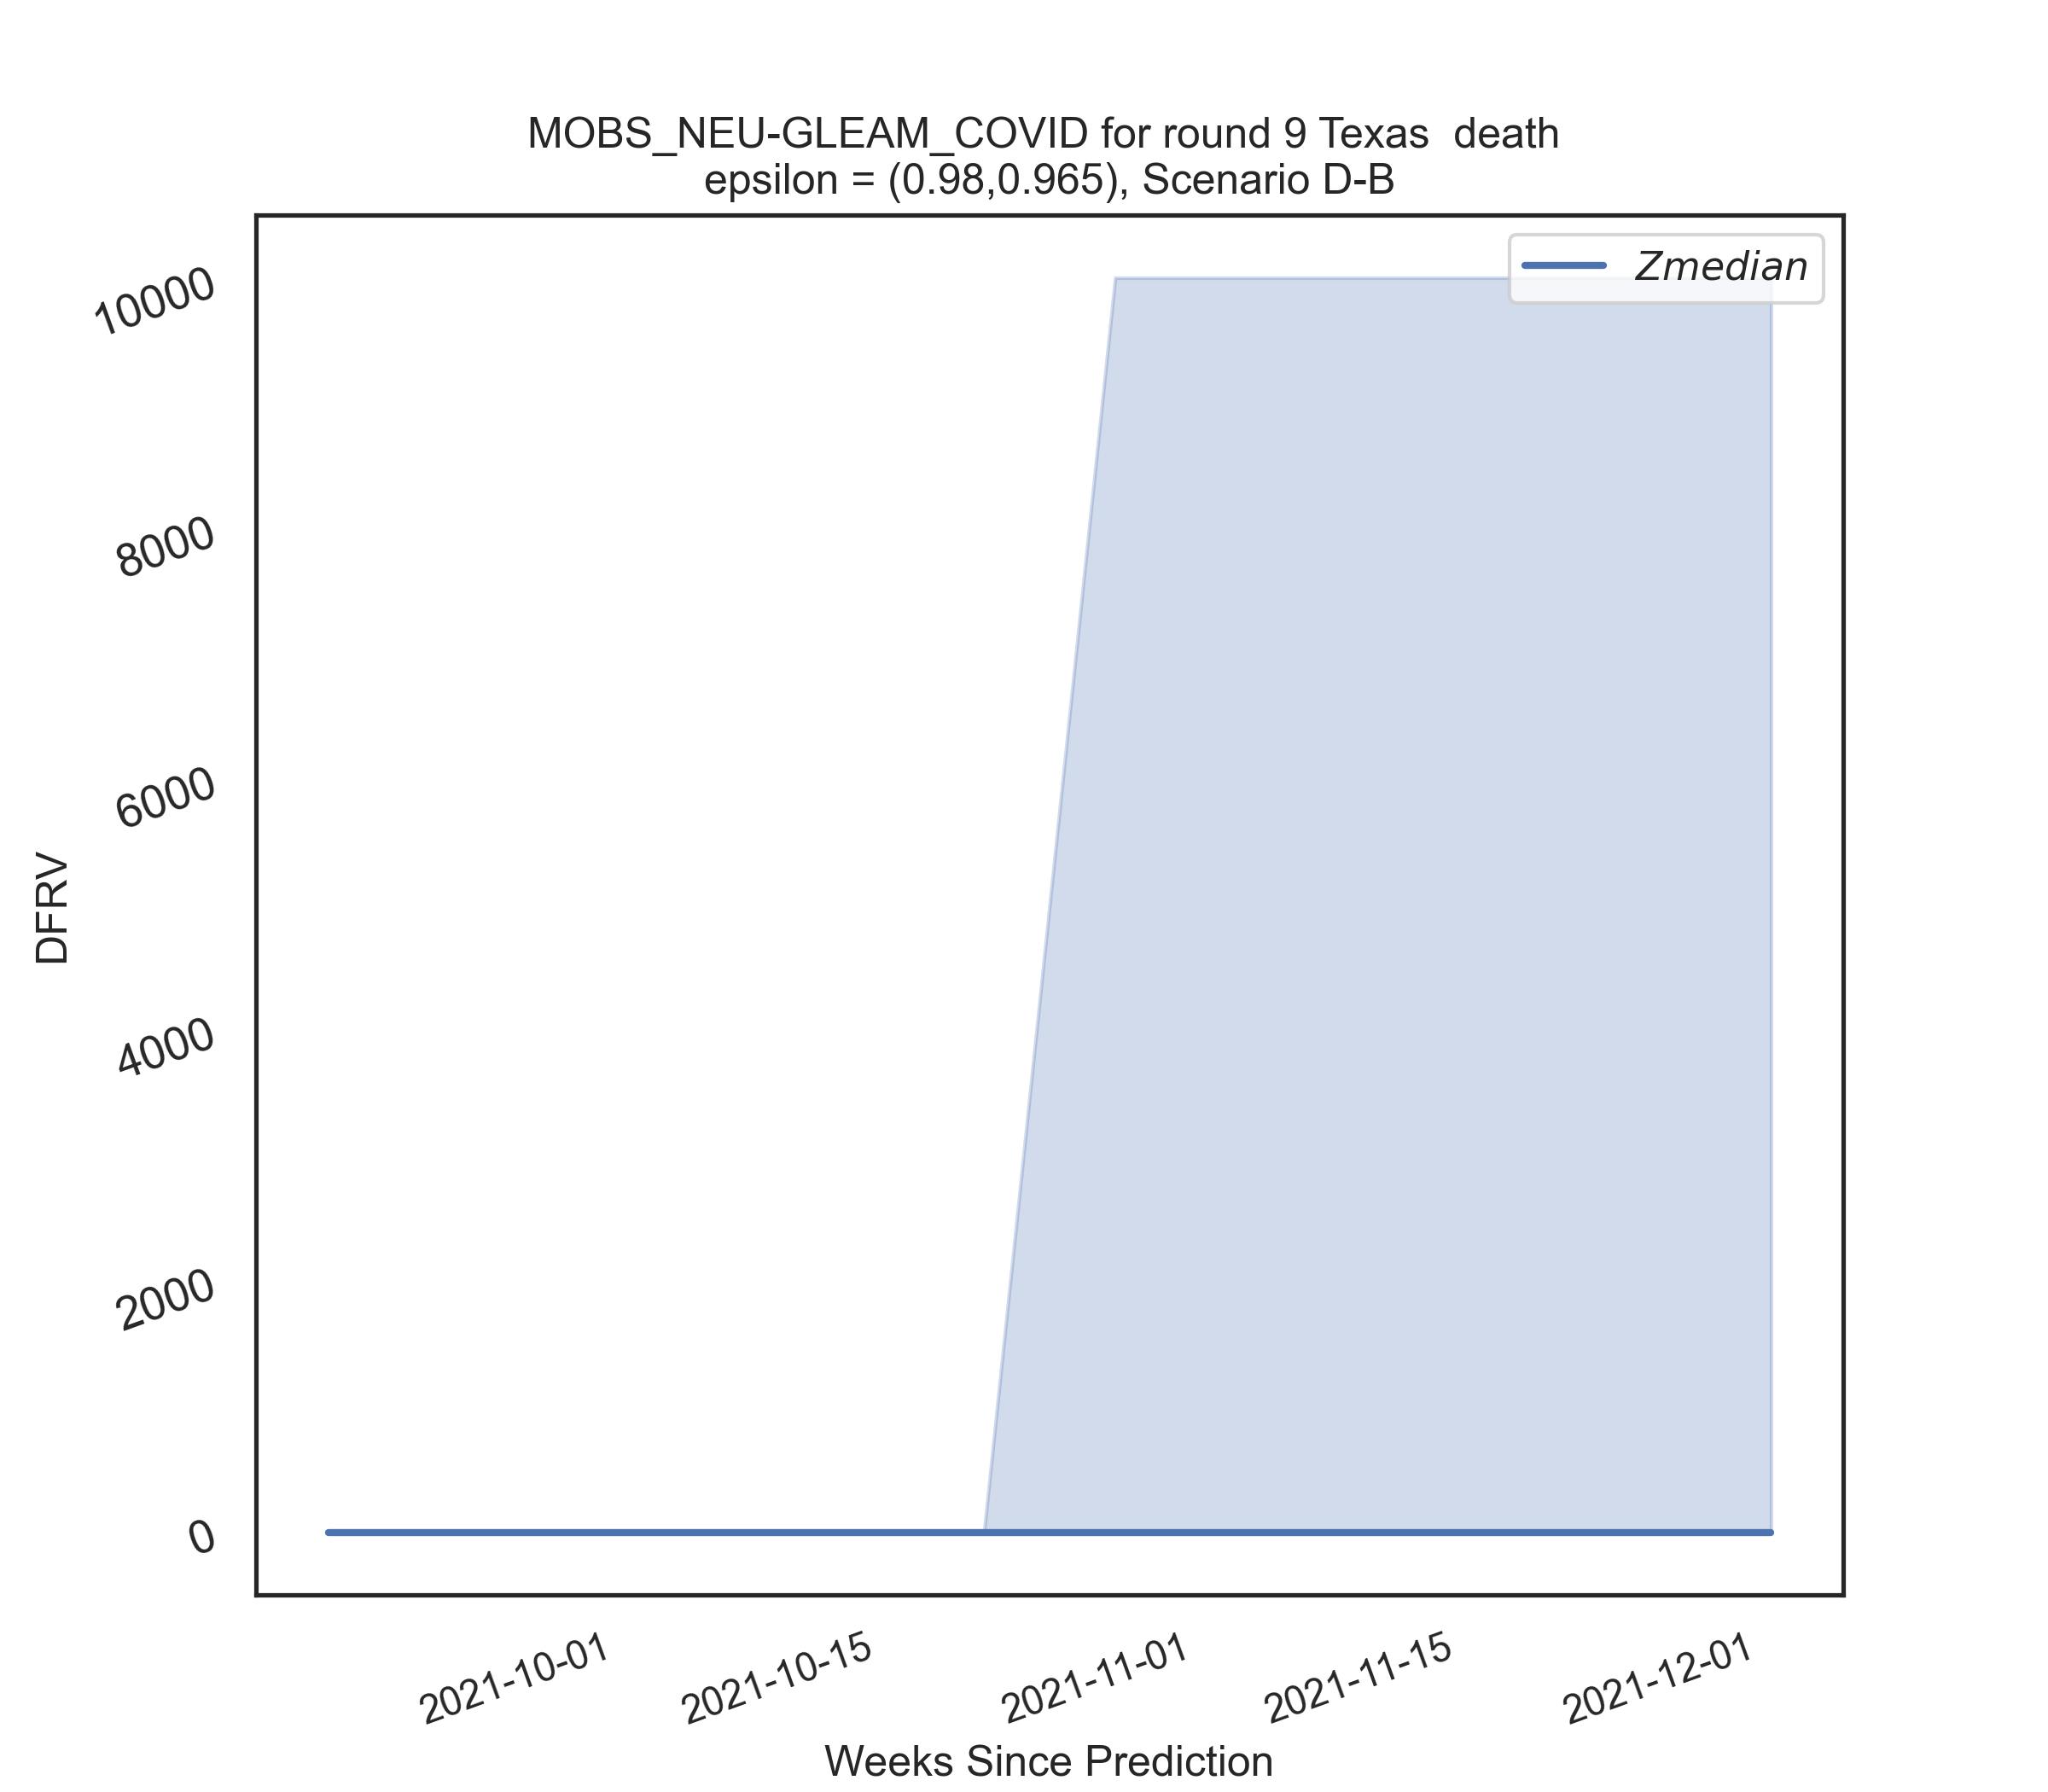 MOBS_NEU-GLEAM_COVID for round 9 Texas  death
epsilon = (0.98,0.965), Scenario D-B
Zmedian
10000
8000
6000
4000
2000
0
DFRV
2021-10-01
2021-10-15
2021-11-01
2021-11-15
2021-12-01
Weeks Since Prediction